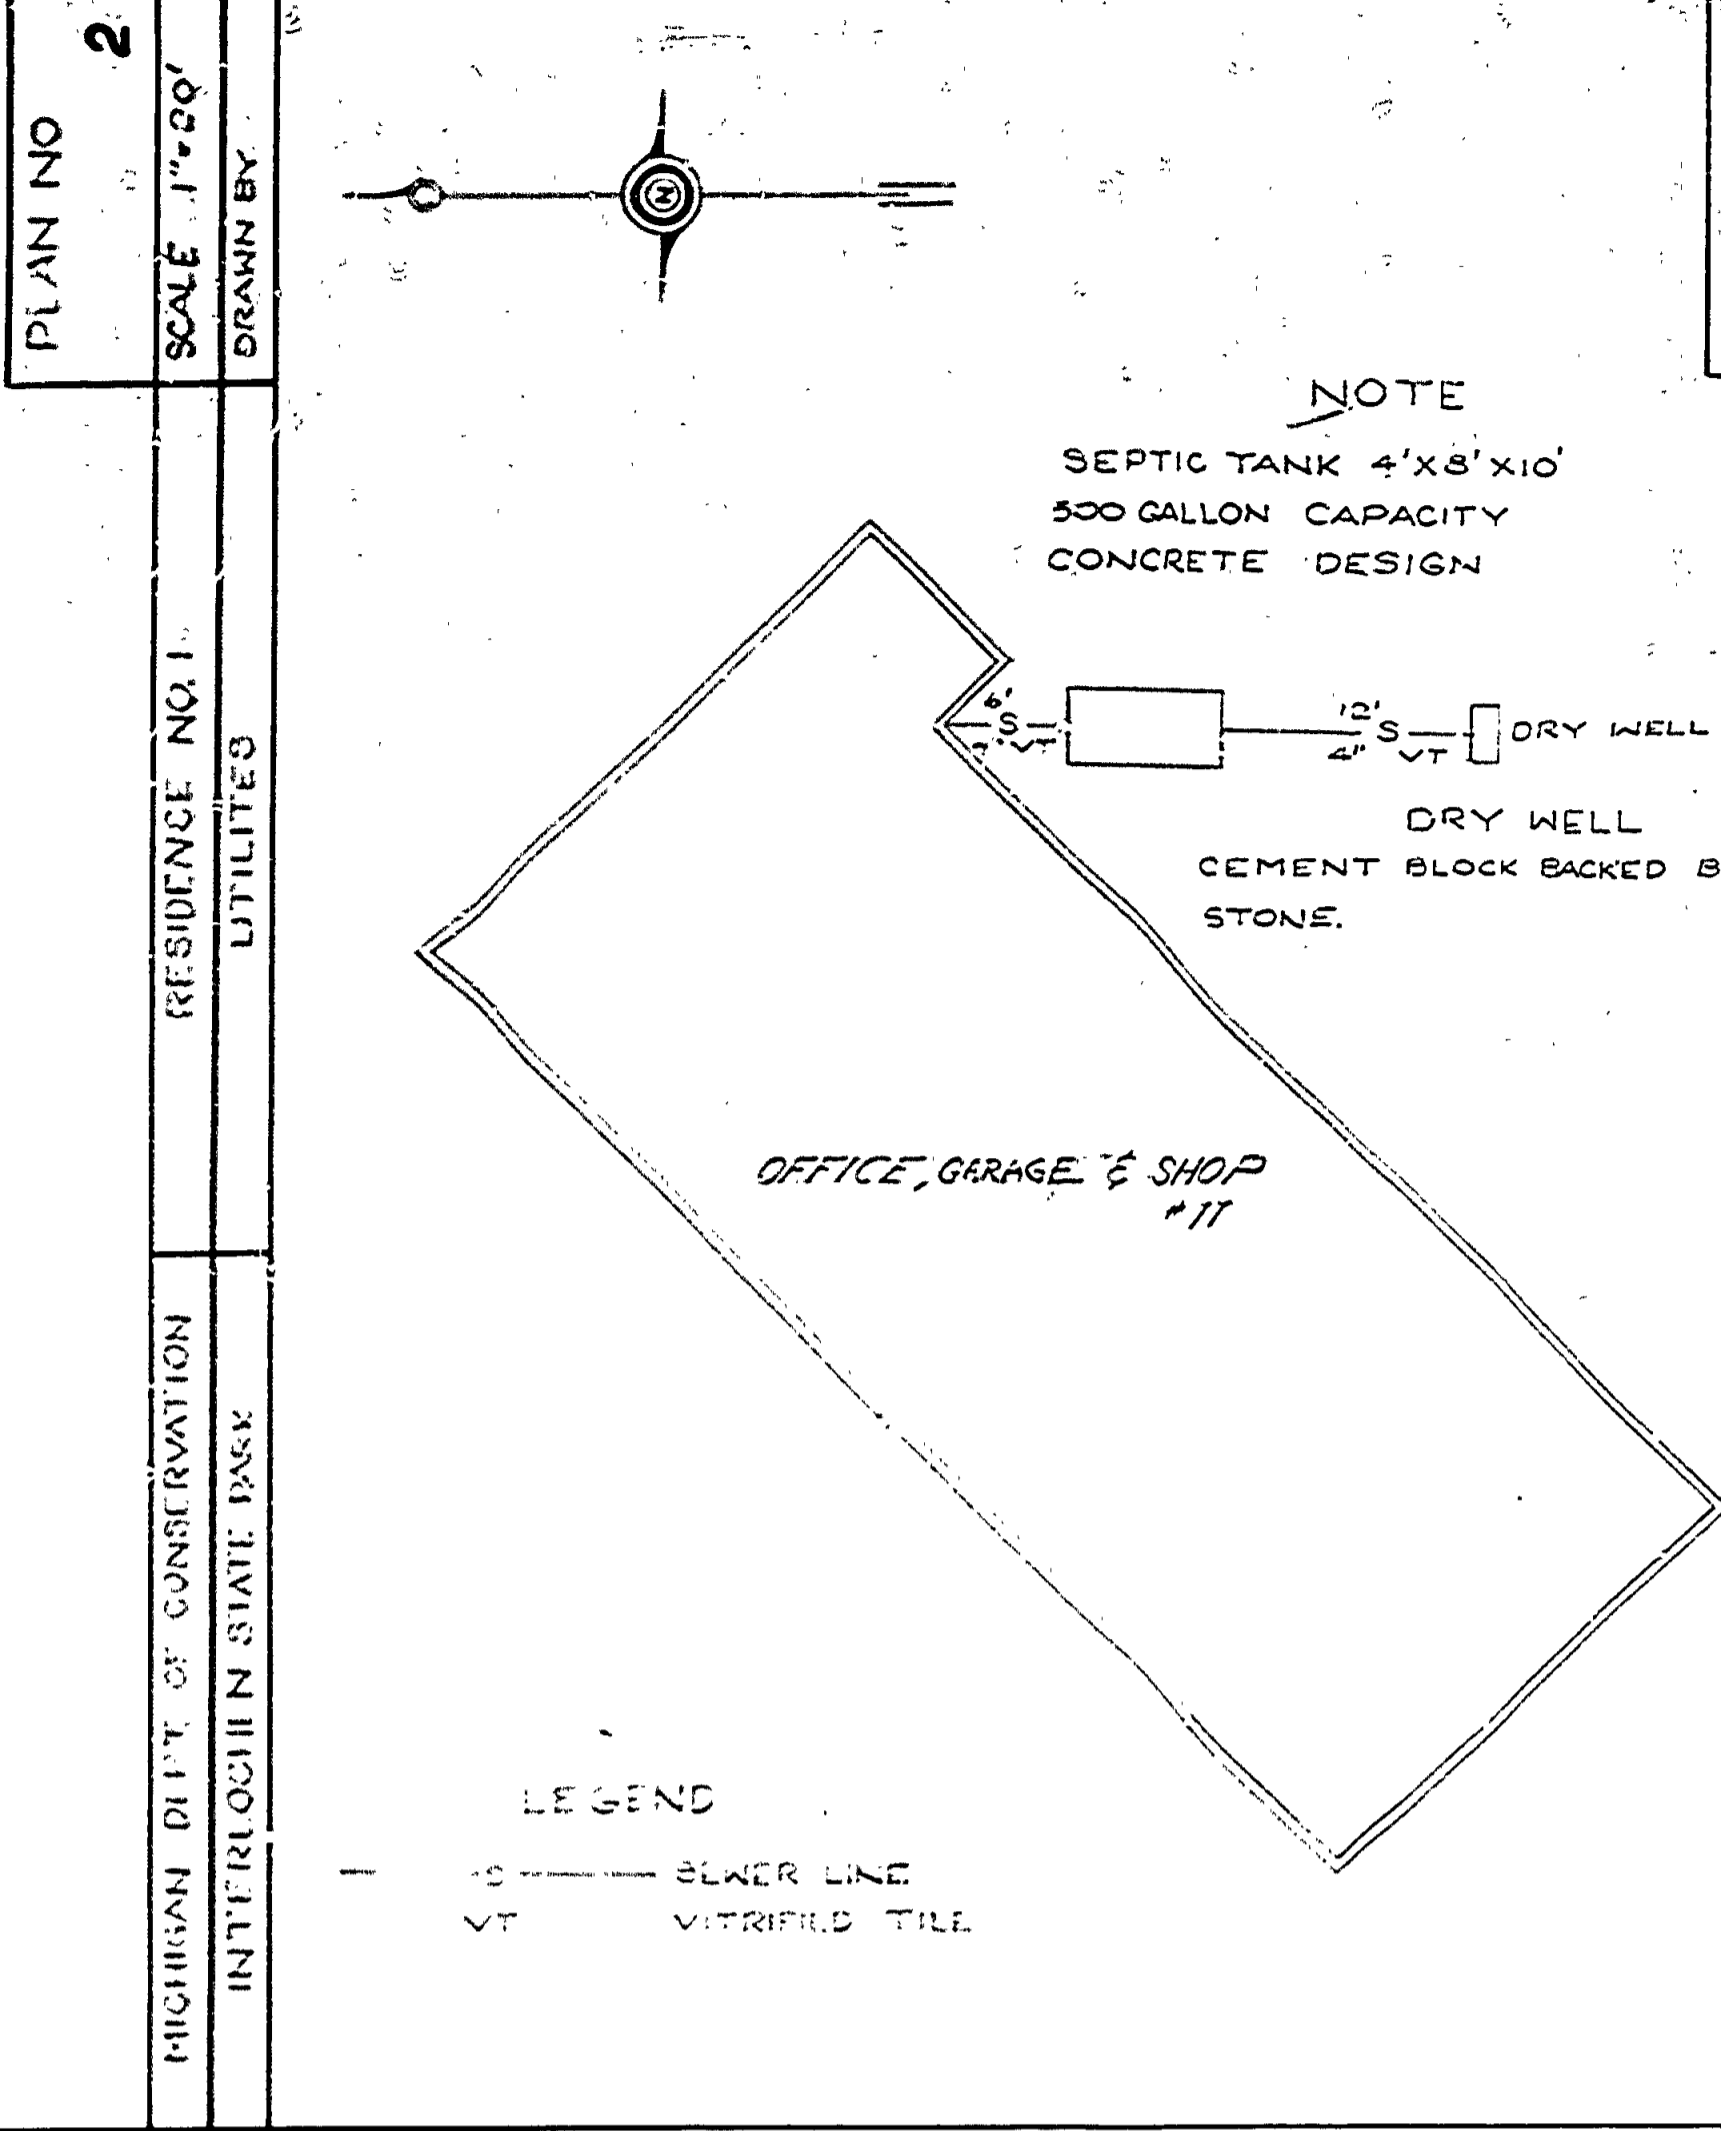 PLAN NO
2
SCALE 1"=20'
DRAWN BY
RESIDENCE NO. 1.
UTILITES
MICHIGAN DEPT. OF CONSERVATION
INTERLOCHEN STATE PARK
N
NOTE
SEPTIC TANK 4'X8'X10'
500 GALLON CAPACITY
CONCRETE DESIGN
6'
S
VT
12'
S
4"
VT
DRY WELL
DRY WELL
CEMENT BLOCK BACKED B
STONE.
OFFICE, GARAGE & SHOP
LEGEND
S SEWER LINE
VT VITRIFIED TILE